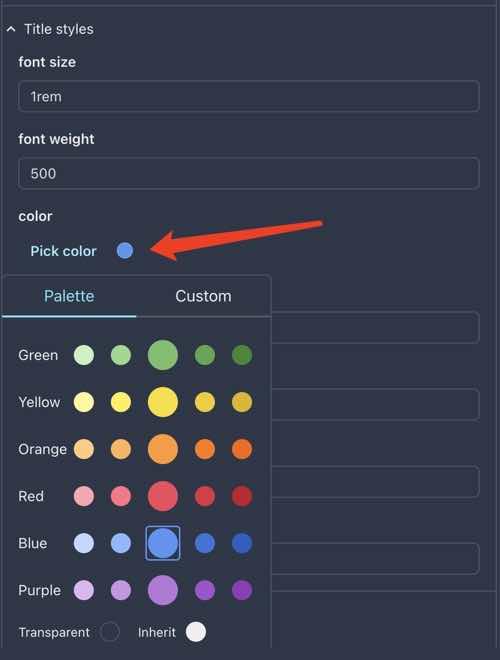 Title styles
font size
1rem
font weight
500
color
Pick color
Palette Custom
Green
Yellow
Orange
Red
Blue
Purple
Transparent Inherit